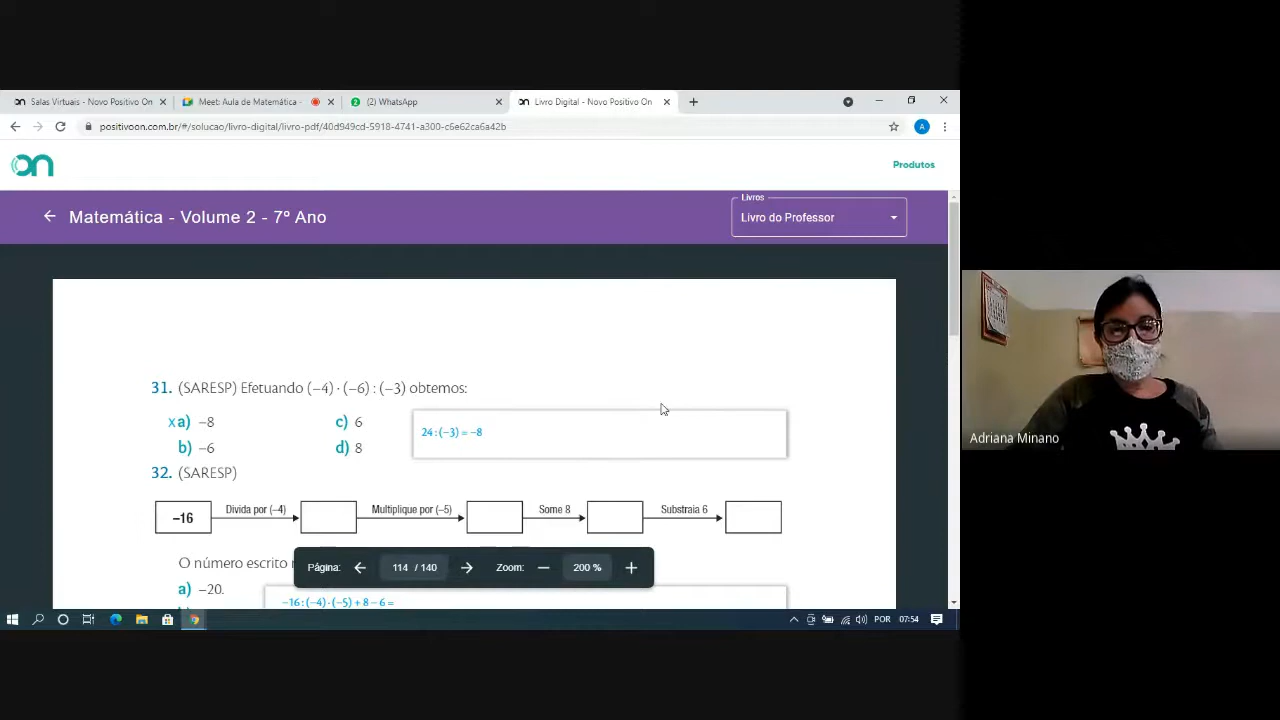 Salas Virtuais - Novo Positivo On
Meet: Aula de Matemática -
(2) WhatsApp
Livro Digital - Novo Positivo On
positivoon.com.br/#/solucao/livro-digital/livro-pdf/40d949cd-5918-4741-a300-c6e62ca6a42b
A
on
Produtos
Matemática - Volume 2 - 7º Ano
Livros
Livro do Professor
31. (SARESP) Efetuando (–4) · (–6) : (–3) obtemos:
x a) –8
c) 6
24 : (–3) = –8
b) –6
d) 8
32. (SARESP)
–16
Divida por (–4)
Multiplique por (–5)
Some 8
Substraia 6
O número escrito
Página:
114 / 140
Zoom:
200 %
a) –20.
–16 : (–4) · (–5) + 8 – 6 =
POR
07:54
Adriana Minano